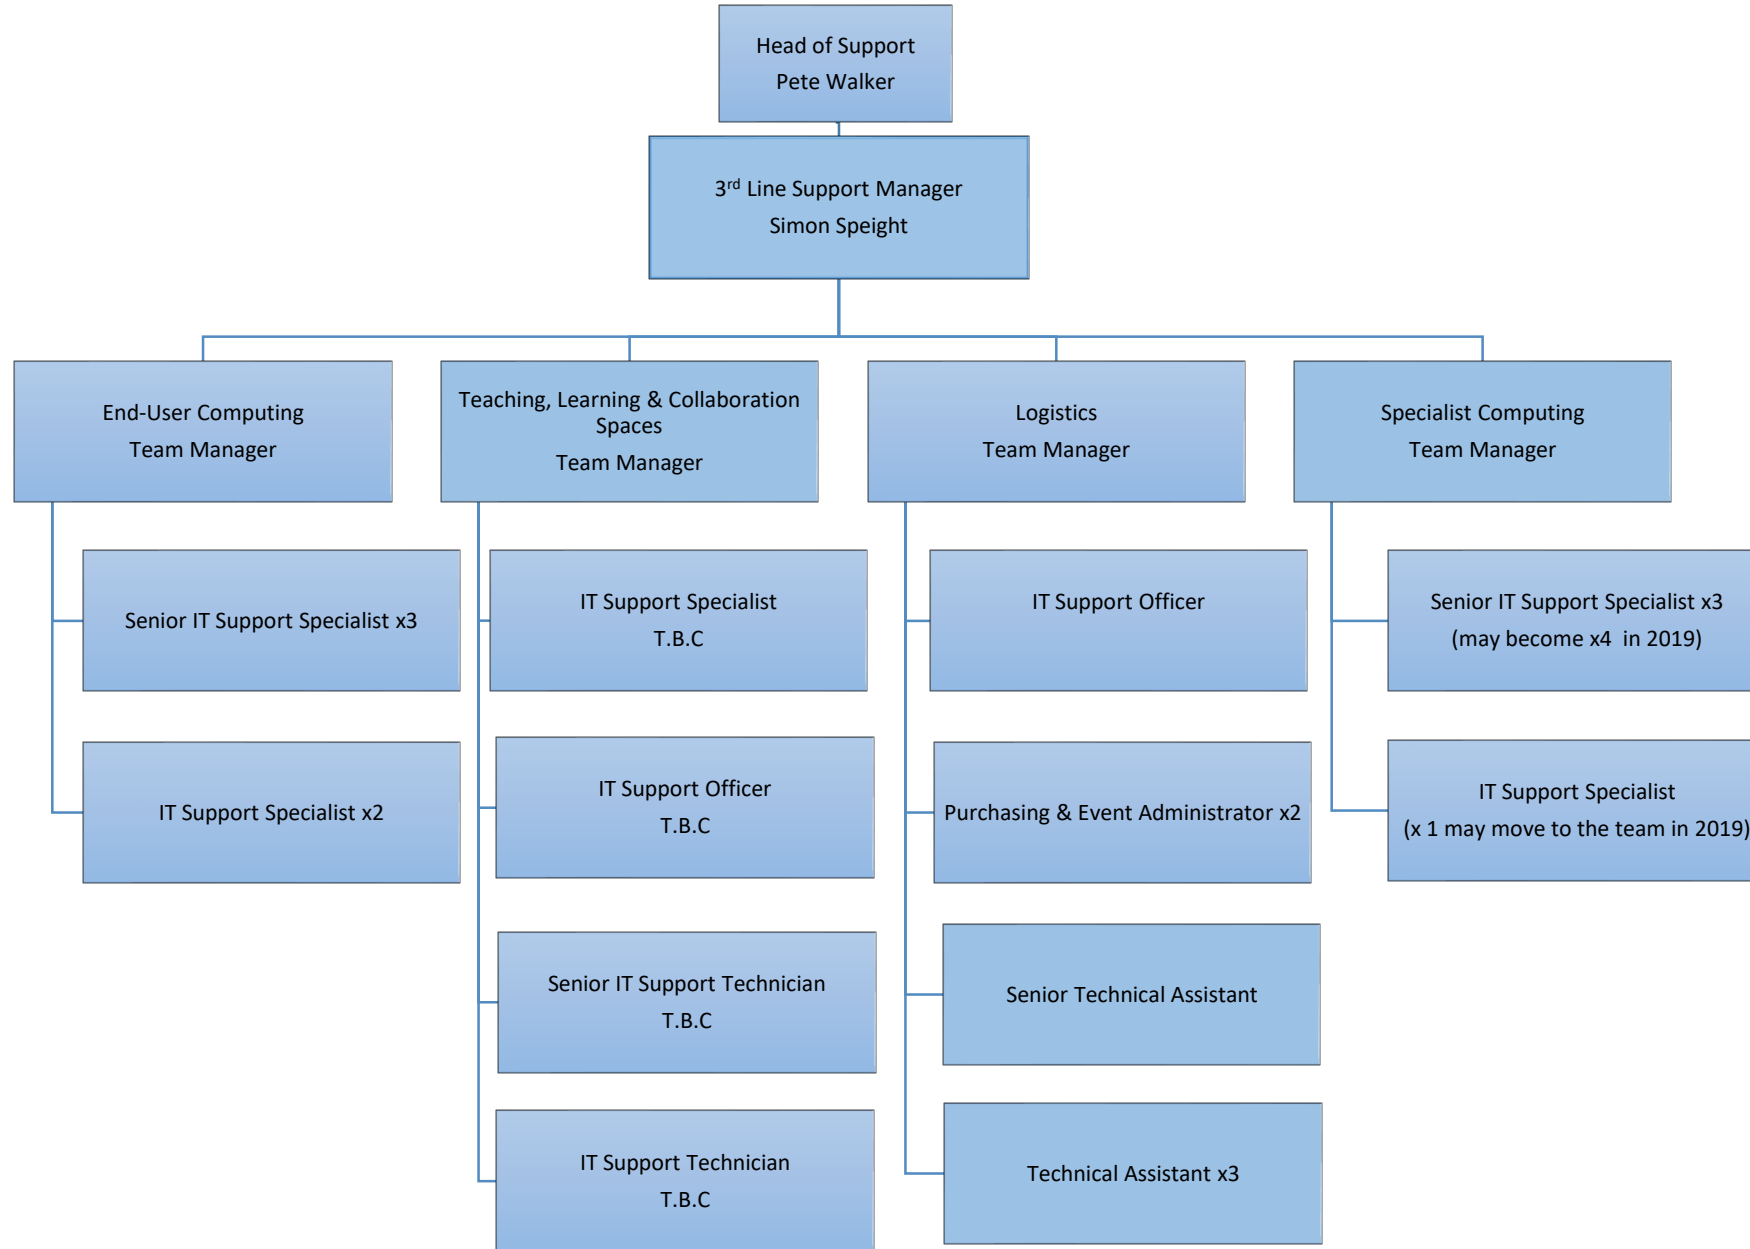 Head of Support
Pete Walker
3rd Line Support Manager
Simon Speight
End-User Computing
Team Manager
Teaching, Learning & Collaboration
Spaces
Team Manager
Logistics
Team Manager
Specialist Computing
Team Manager
Senior IT Support Specialist x3
IT Support Specialist x2
IT Support Specialist
T.B.C
IT Support Officer
T.B.C
Senior IT Support Technician
T.B.C
IT Support Technician
T.B.C
IT Support Officer
Purchasing & Event Administrator x2
Senior Technical Assistant
Technical Assistant x3
Senior IT Support Specialist x3
(may become x4  in 2019)
IT Support Specialist
(x 1 may move to the team in 2019)